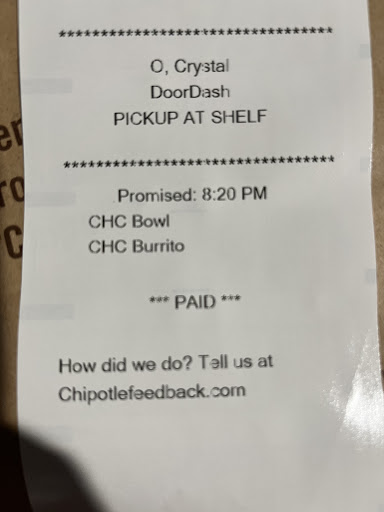 *********************************
O, Crystal
DoorDash
PICKUP AT SHELF
*********************************
Promised: 8:20 PM
CHC Bowl
CHC Burrito
*** PAID ***
How did we do? Tell us at
Chipotlefeedback.com